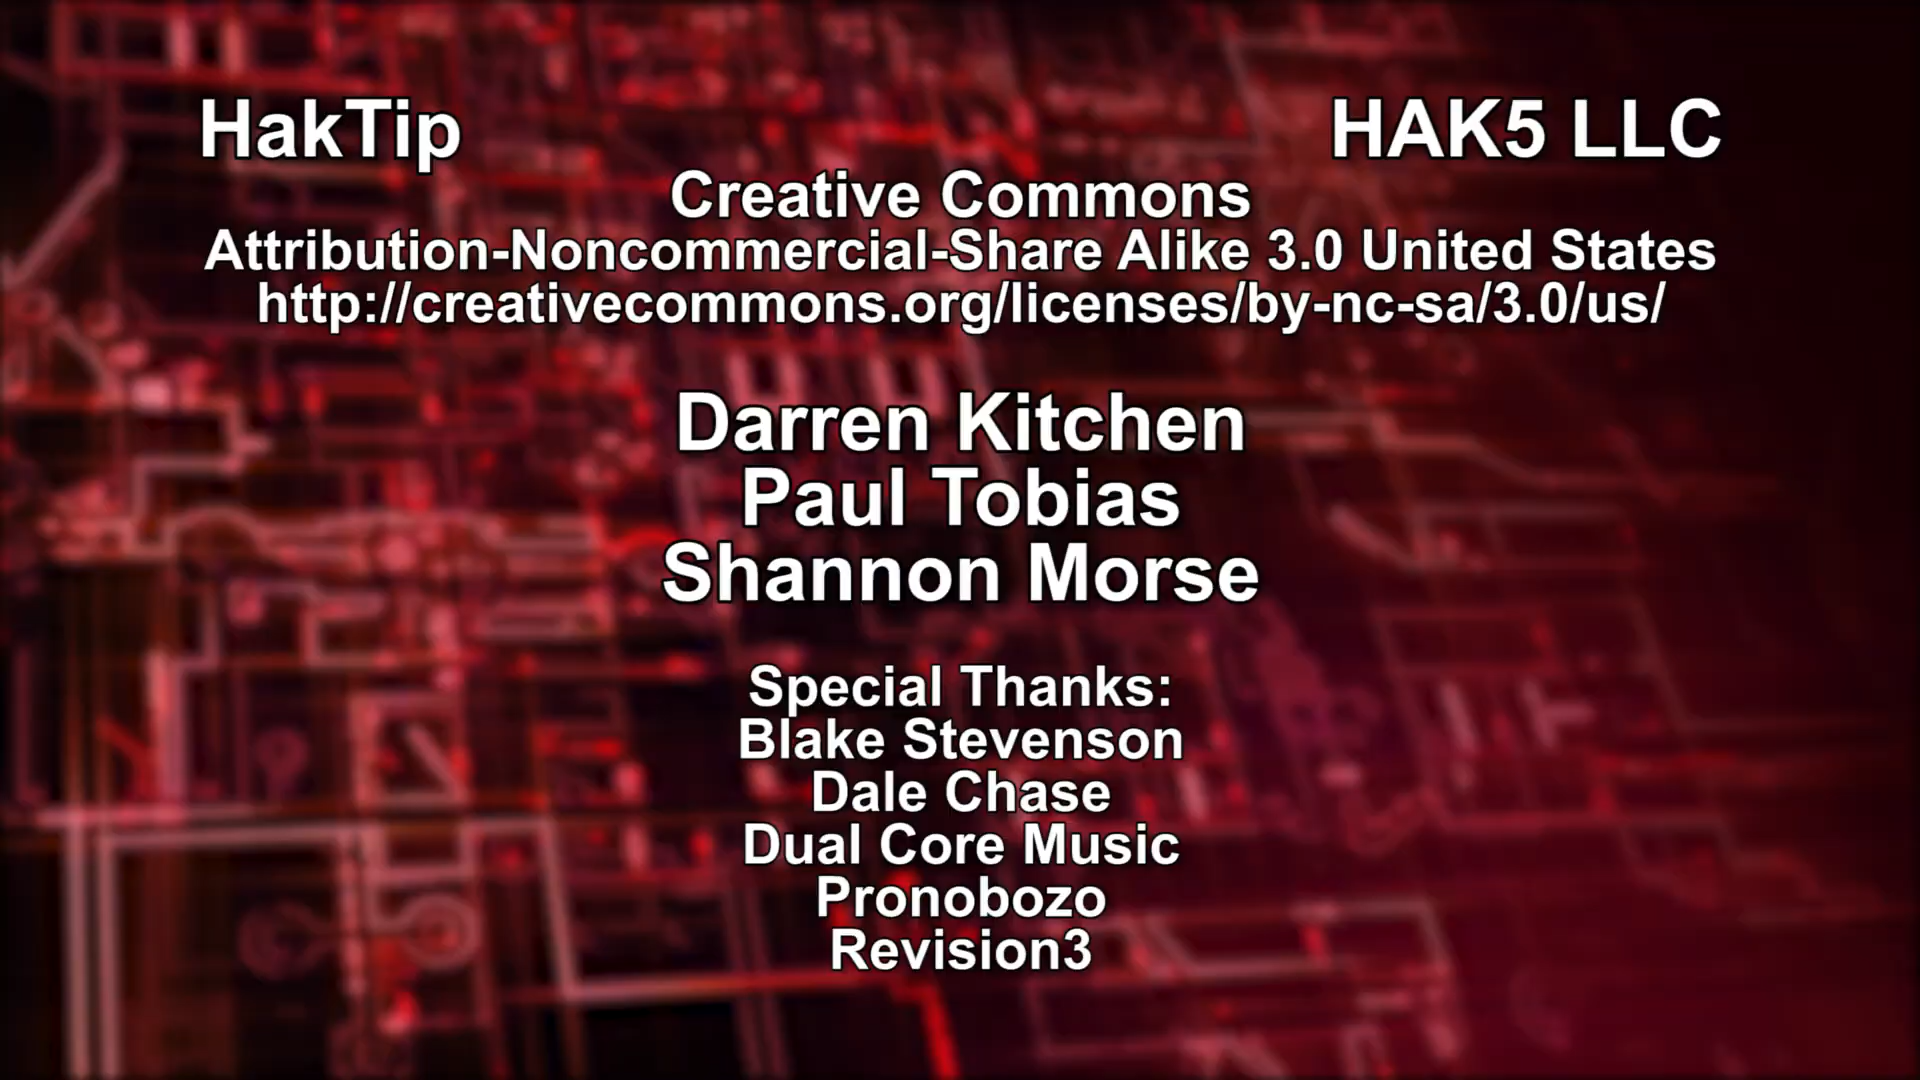 HakTip HAK5 LLC
Creative Commons
Attribution-Noncommercial-Share Alike 3.0 United States
http://creativecommons.org/licenses/by-nc-sa/3.0/us/
Darren Kitchen
Paul Tobias
Shannon Morse
Special Thanks:
Blake Stevenson
Dale Chase
Dual Core Music
Pronobozo
Revision3